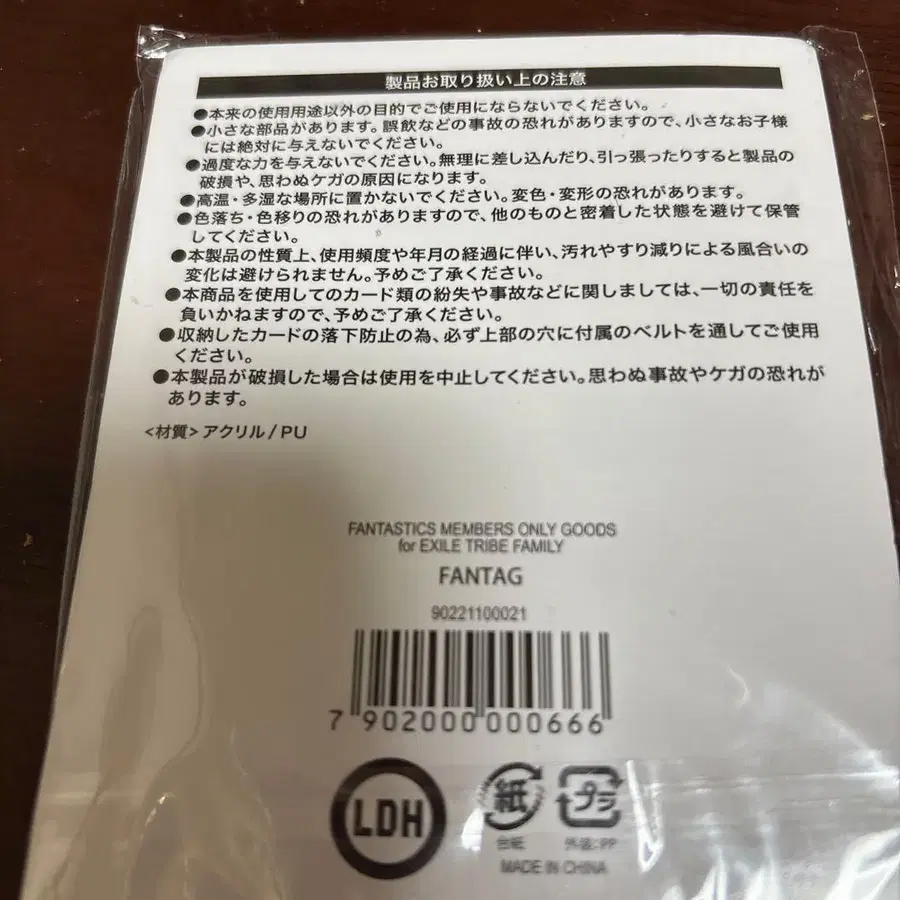 製品お取り扱い上の注意
●本来の使用用途以外の目的でご使用にならないでください。
●小さな部品があります。誤飲などの事故の恐れがありますので、小さなお子様
には絶対に与えないでください。
●過度な力を与えないでください。無理に差し込んだり、引っ張ったりすると製品の
破損や、思わぬケガの原因になります。
●高温・多湿な場所に置かないでください。変色・変形の恐れがあります。
●色落ち・色移りの恐れがありますので、他のものと密着した状態を避けて保管
してください。
●本製品の性質上、使用頻度や年月の経過に伴い、汚れやすり減りによる風合いの
変化は避けられません。予めご了承ください。
●本商品を使用してのカード類の紛失や事故などに関しましては、一切の責任を
負いかねますので、予めご了承ください。
●収納したカードの落下防止の為、必ず上部の穴に付属のベルトを通してご使用
ください。
●本製品が破損した場合は使用を中止してください。思わぬ事故やケガの恐れが
あります。
<材質> アクリル / PU
FANTASTICS MEMBERS ONLY GOODS
for EXILE TRIBE FAMILY
FANTAG
90221100021
7 902000 000666
LDH 紙 プラ
台紙 外袋:PP
MADE IN CHINA